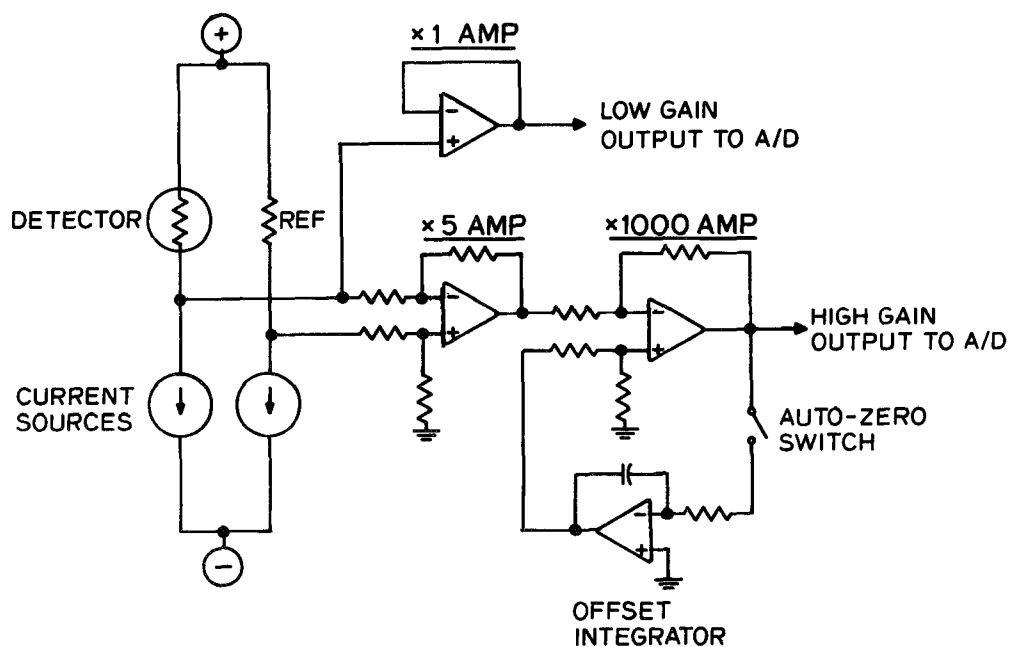 +
× 1 AMP
-
+
LOW GAIN
OUTPUT TO A/D
DETECTOR
REF
× 5 AMP
-
+
×1000 AMP
-
+
HIGH GAIN
OUTPUT TO A/D
CURRENT
SOURCES
AUTO-ZERO
SWITCH
-
+
−
OFFSET
INTEGRATOR